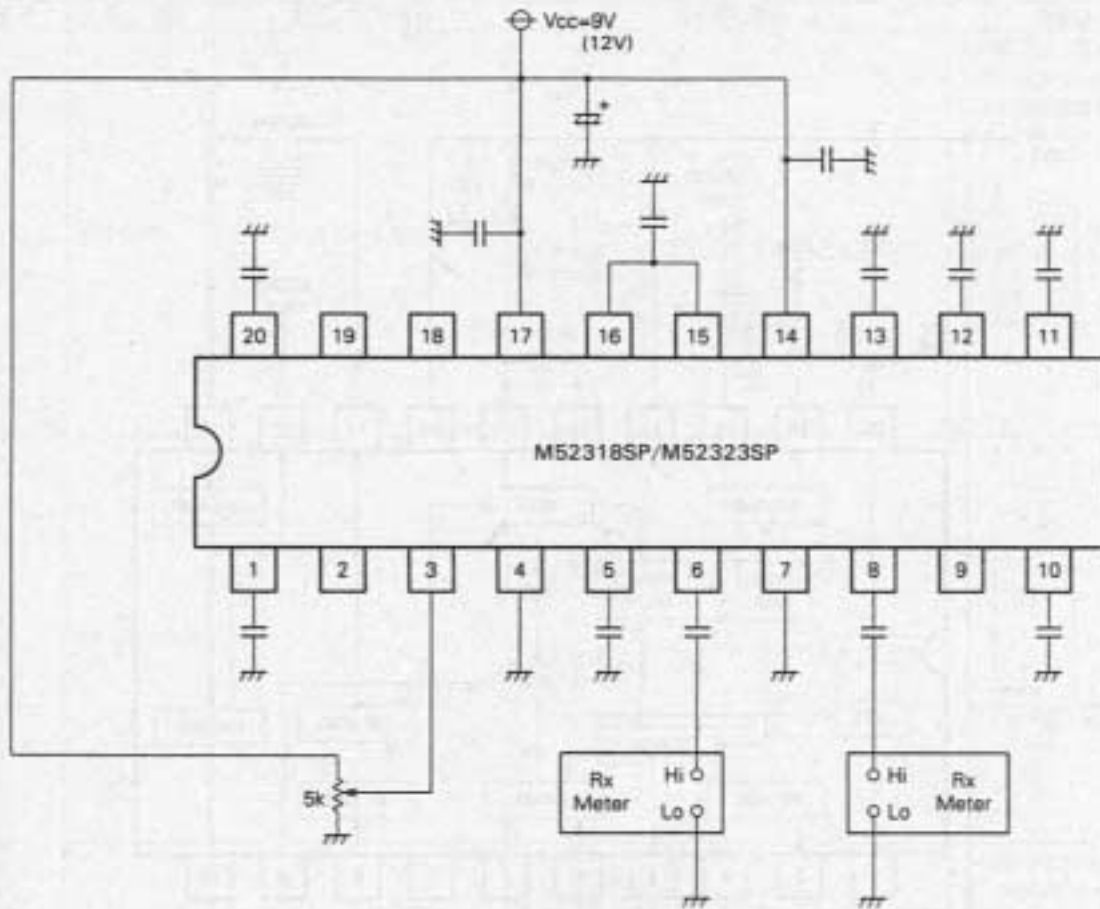 Vcc=9V
(12V)
+
20 19 18 17 16 15 14 13 12 11
M52318SP/M52323SP
1 2 3 4 5 6 7 8 9 10
5k
Rx
Meter
Hi
Lo
Hi
Lo
Rx
Meter